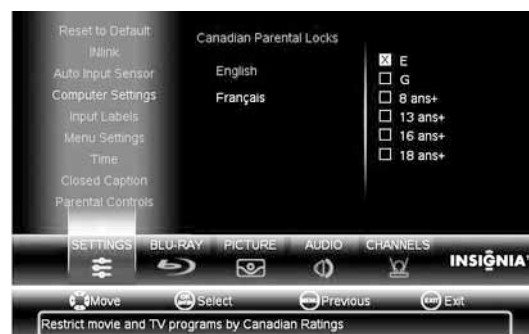 Reset to Default
INlink
Auto Input Sensor
Computer Settings
Input Labels
Menu Settings
Time
Closed Caption
Parental Controls
Canadian Parental Locks
English
Français
X E
G
8 ans+
13 ans+
16 ans+
18 ans+
SETTINGS BLU-RAY PICTURE AUDIO CHANNELS
INSIGNIA
Move Select Previous Exit
Restrict movie and TV programs by Canadian Ratings